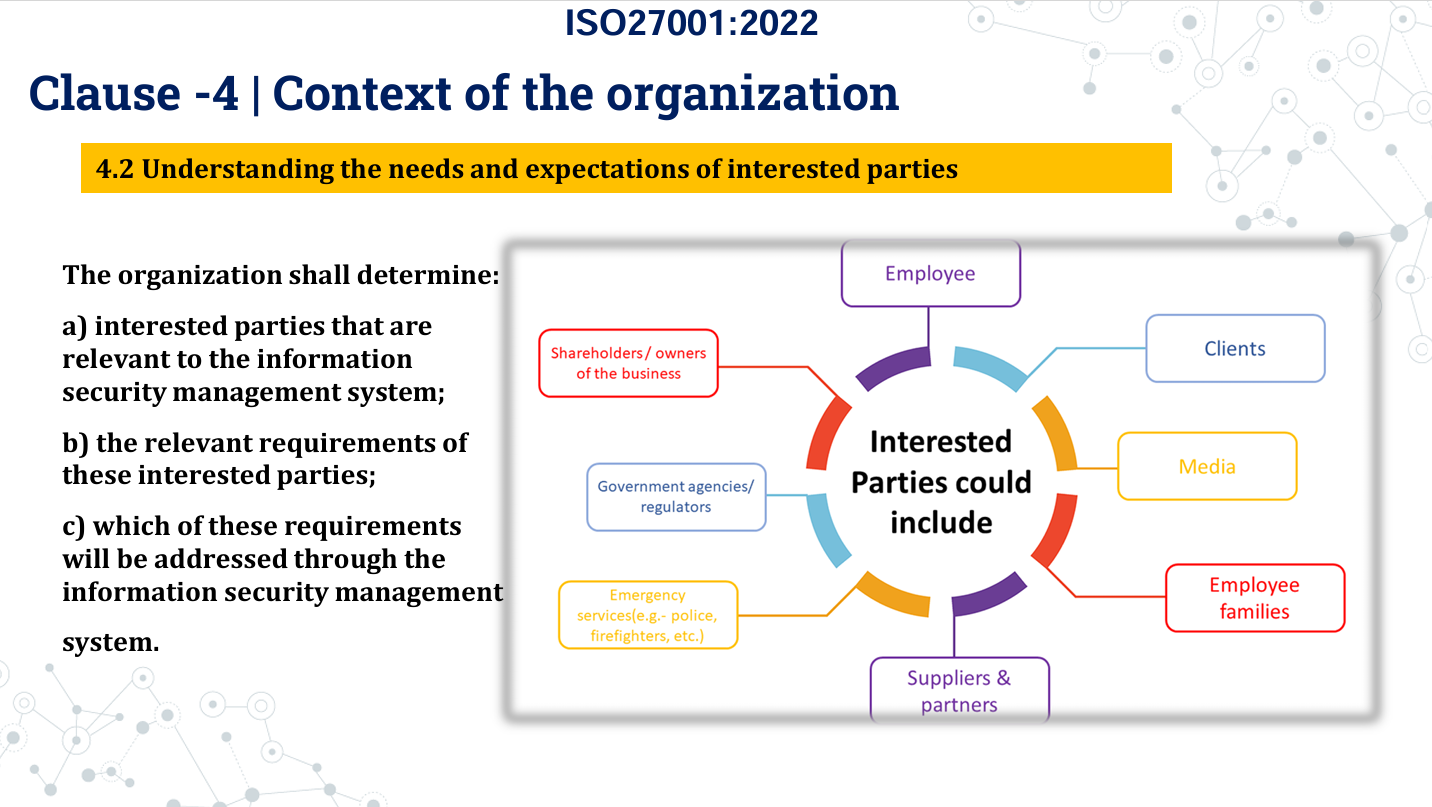 ISO27001:2022
Clause -4 | Context of the organization
4.2 Understanding the needs and expectations of interested parties
The organization shall determine:
a) interested parties that are
relevant to the information
security management system;
b) the relevant requirements of
these interested parties;
c) which of these requirements
will be addressed through the
information security management
system.
Employee
Clients
Shareholders / owners
of the business
Media
Interested
Parties could
include
Government agencies/
regulators
Employee
families
Emergency
services(e.g.- police,
firefighters, etc.)
Suppliers &
partners